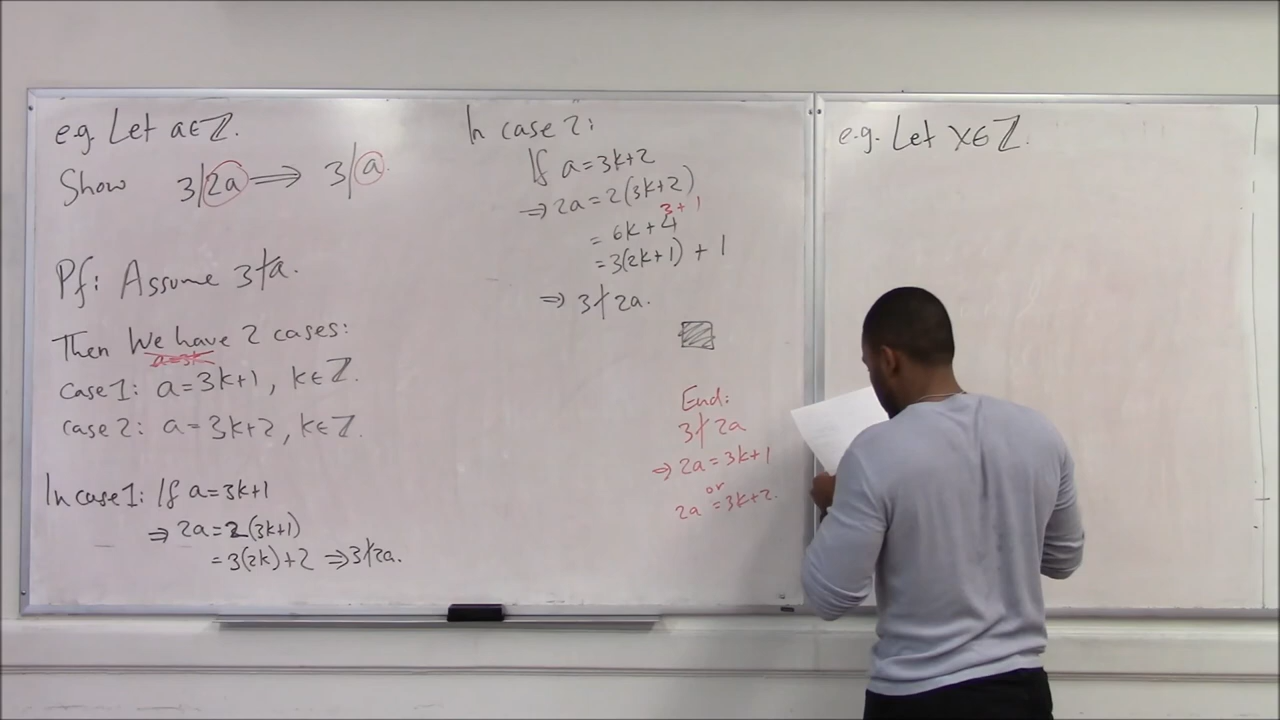 e.g. Let a∈ℤ.
Show 3|2a ⟹ 3|a.
Pf: Assume 3∤a.
Then We have 2 cases:
a=3k
case 1: a=3k+1, k∈ℤ.
case 2: a=3k+2, k∈ℤ.
In case 1: If a=3k+1
⇒ 2a=2(3k+1)
=3(2k)+2 ⇒3∤2a.
In case 2:
If a=3k+2
⇒ 2a=2(3k+2)
3+1
=6k+4
=3(2k+1)+1
⇒ 3∤2a.
End:
3∤2a
⇒ 2a=3k+1
or
2a=3k+2.
e.g. Let x∈ℤ.